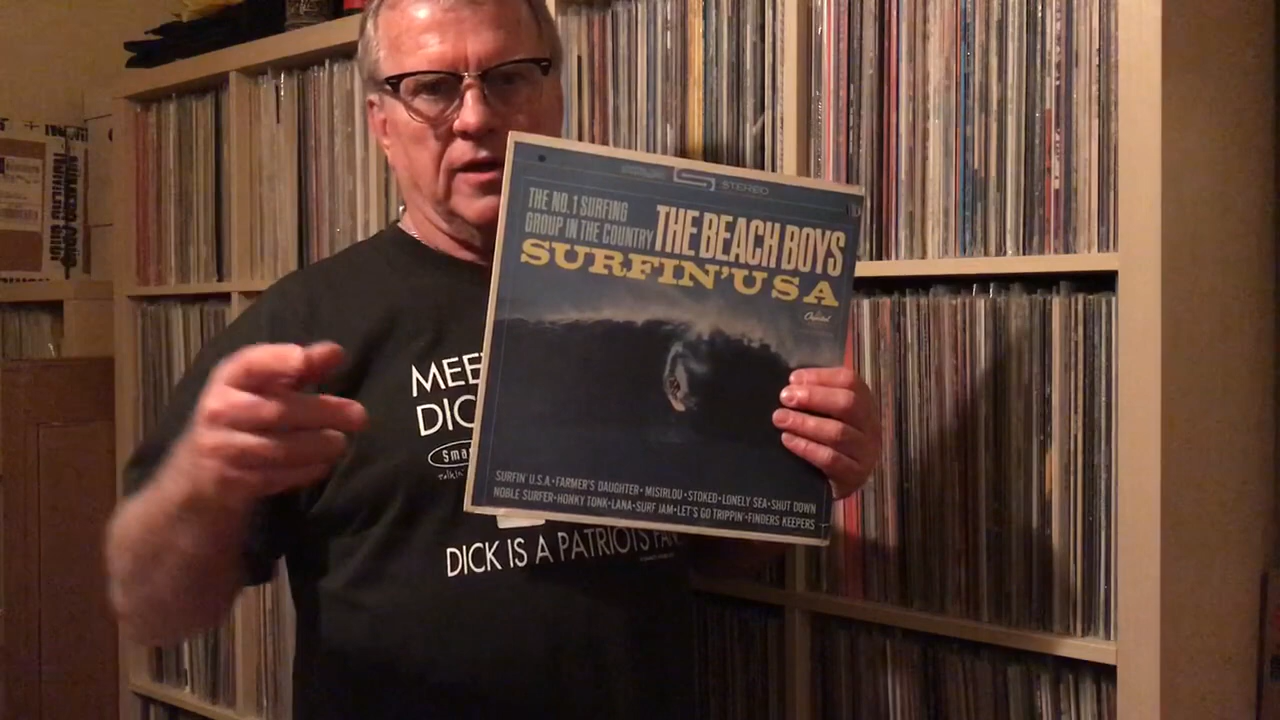 STEREO
THE NO.1 SURFING
GROUP IN THE COUNTRY
THE BEACH BOYS
SURFIN' USA
Capitol
SURFIN' U.S.A.•FARMER'S DAUGHTER•MISIRLOU•STOKED•LONELY SEA•SHUT DOWN
NOBLE SURFER•HONKY TONK•LANA•SURF JAM•LET'S GO TRIPPIN'•FINDERS KEEPERS
MEE
DIC
Sma
talkin'
DICK IS A PATRIOTS FAN